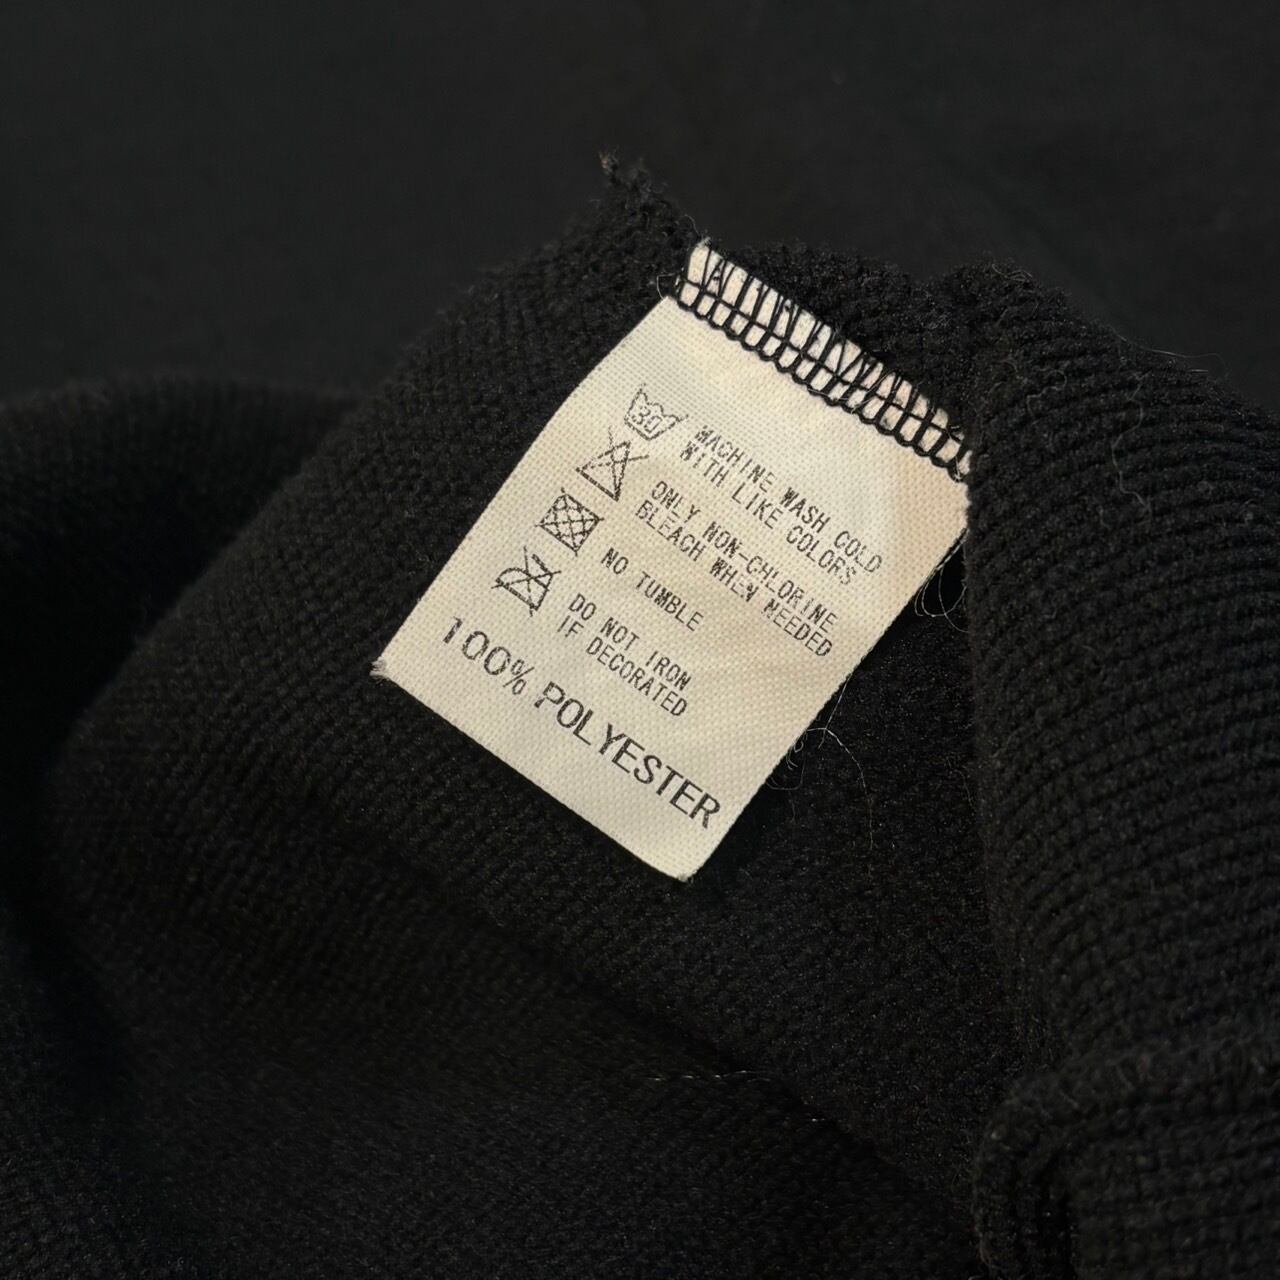 30
MACHINE WASH COLD
WITH LIKE COLORS
ONLY NON-CHLORINE
BLEACH WHEN NEEDED
NO TUMBLE
DO NOT IRON
IF DECORATED
100% POLYESTER